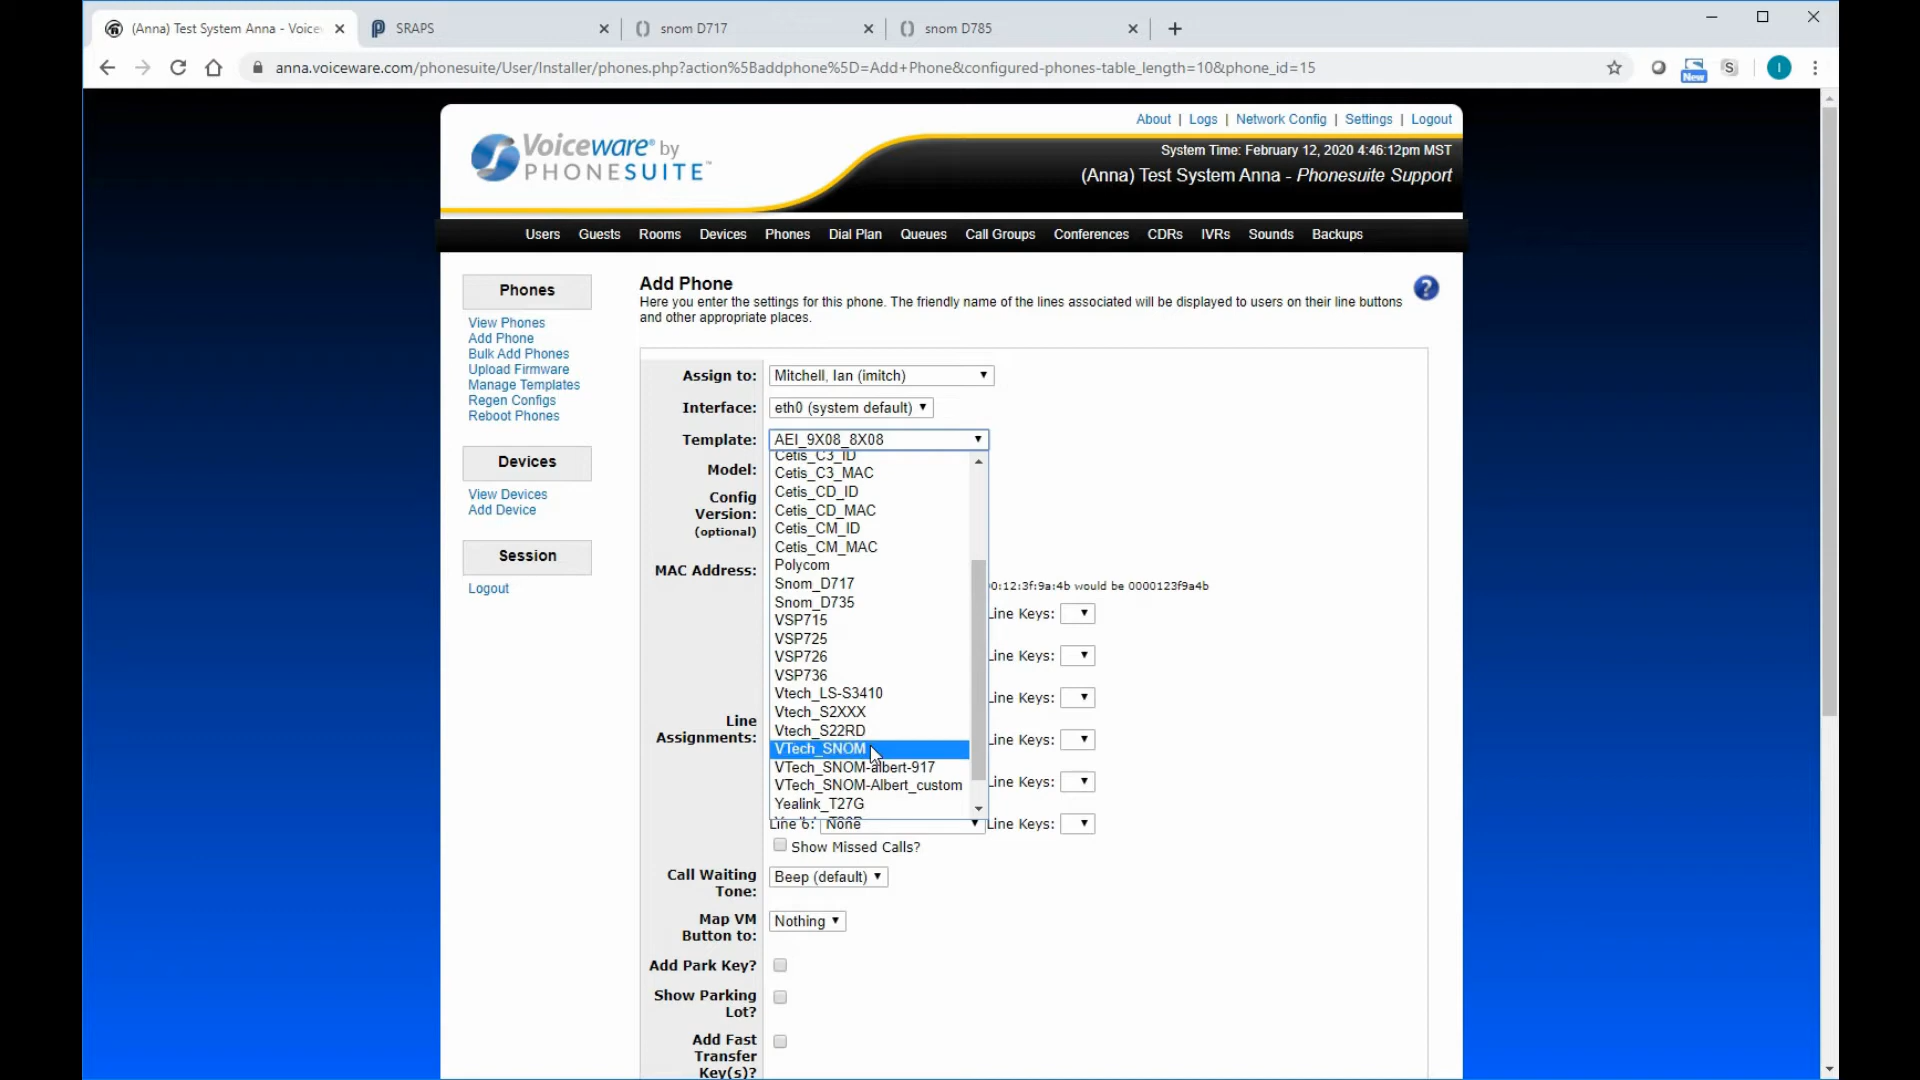 (Anna) Test System Anna - Voice
SRAPS
snom D717
snom D785
anna.voiceware.com/phonesuite/User/Installer/phones.php?action%5Baddphone%5D=Add+Phone&configured-phones-table_length=10&phone_id=15
S
New
I
Voiceware® by
PHONESUITE™
About | Logs | Network Config | Settings | Logout
System Time: February 12, 2020 4:46:12pm MST
(Anna) Test System Anna - Phonesuite Support
Users Guests Rooms Devices Phones Dial Plan Queues Call Groups Conferences CDRs IVRs Sounds Backups
Phones
View Phones
Add Phone
Bulk Add Phones
Upload Firmware
Manage Templates
Regen Configs
Reboot Phones
Devices
View Devices
Add Device
Session
Logout
Add Phone
Here you enter the settings for this phone. The friendly name of the lines associated will be displayed to users on their line buttons
and other appropriate places.
?
Assign to: Mitchell, Ian (imitch)
Interface: eth0 (system default)
Template: AEI_9X08_8X08
Cetis_C3_ID
Cetis_C3_MAC
Cetis_CD_ID
Cetis_CD_MAC
Cetis_CM_ID
Cetis_CM_MAC
Polycom
Snom_D717
Snom_D735
VSP715
VSP725
VSP726
VSP736
Vtech_LS-S3410
Vtech_S2XXX
Vtech_S22RD
VTech_SNOM
VTech_SNOM-albert-917
VTech_SNOM-Albert_custom
Yealink_T27G
Model:
Config
Version:
(optional)
MAC Address:
0:12:3f:9a:4b would be 0000123f9a4b
Line
Assignments:
Line Keys:
Line Keys:
Line Keys:
Line Keys:
Line Keys:
Line 6: None Line Keys:
Show Missed Calls?
Call Waiting
Tone:
Beep (default)
Map VM
Button to:
Nothing
Add Park Key?
Show Parking
Lot?
Add Fast
Transfer
Key(s)?